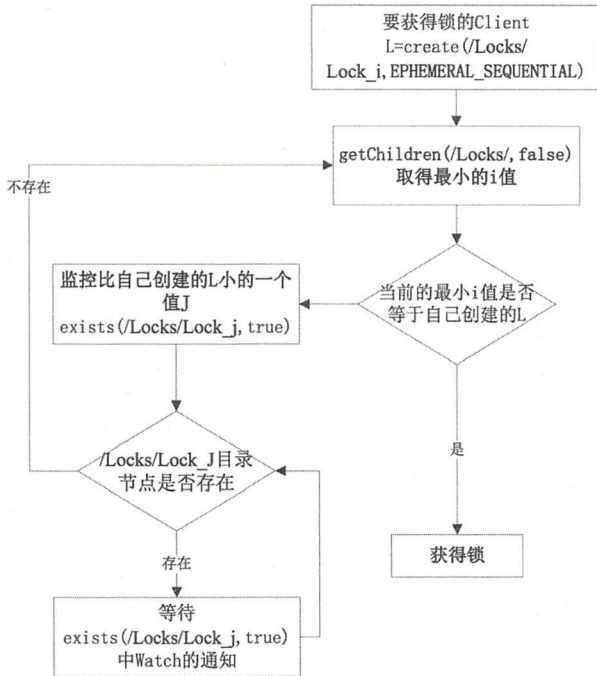 要获得锁的Client
L=create(/Locks/
Lock_i,EPHEMERAL_SEQUENTIAL)
getChildren(/Locks/,false)
取得最小的i值
不存在
监控比自己创建的L小的一个
值J
exists(/Locks/Lock_j,true)
当前的最小i值是否
等于自己创建的L
/Locks/Lock_J目录
节点是否存在
是
获得锁
存在
等待
exists(/Locks/Lock_j,true)
中Watch的通知